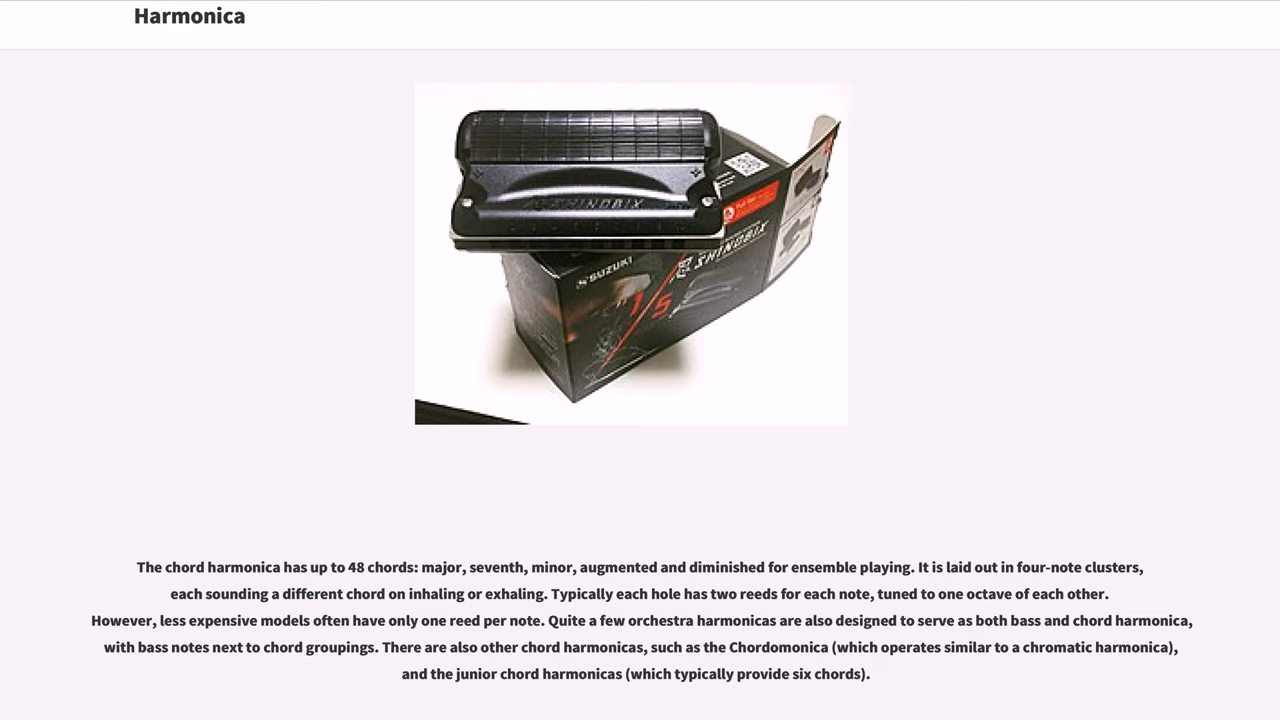 Harmonica
SHINOBIX
SUZUKI
SHINOBIX
The chord harmonica has up to 48 chords: major, seventh, minor, augmented and diminished for ensemble playing. It is laid out in four-note clusters,
each sounding a different chord on inhaling or exhaling. Typically each hole has two reeds for each note, tuned to one octave of each other.
However, less expensive models often have only one reed per note. Quite a few orchestra harmonicas are also designed to serve as both bass and chord harmonica,
with bass notes next to chord groupings. There are also other chord harmonicas, such as the Chordomonica (which operates similar to a chromatic harmonica),
and the junior chord harmonicas (which typically provide six chords).